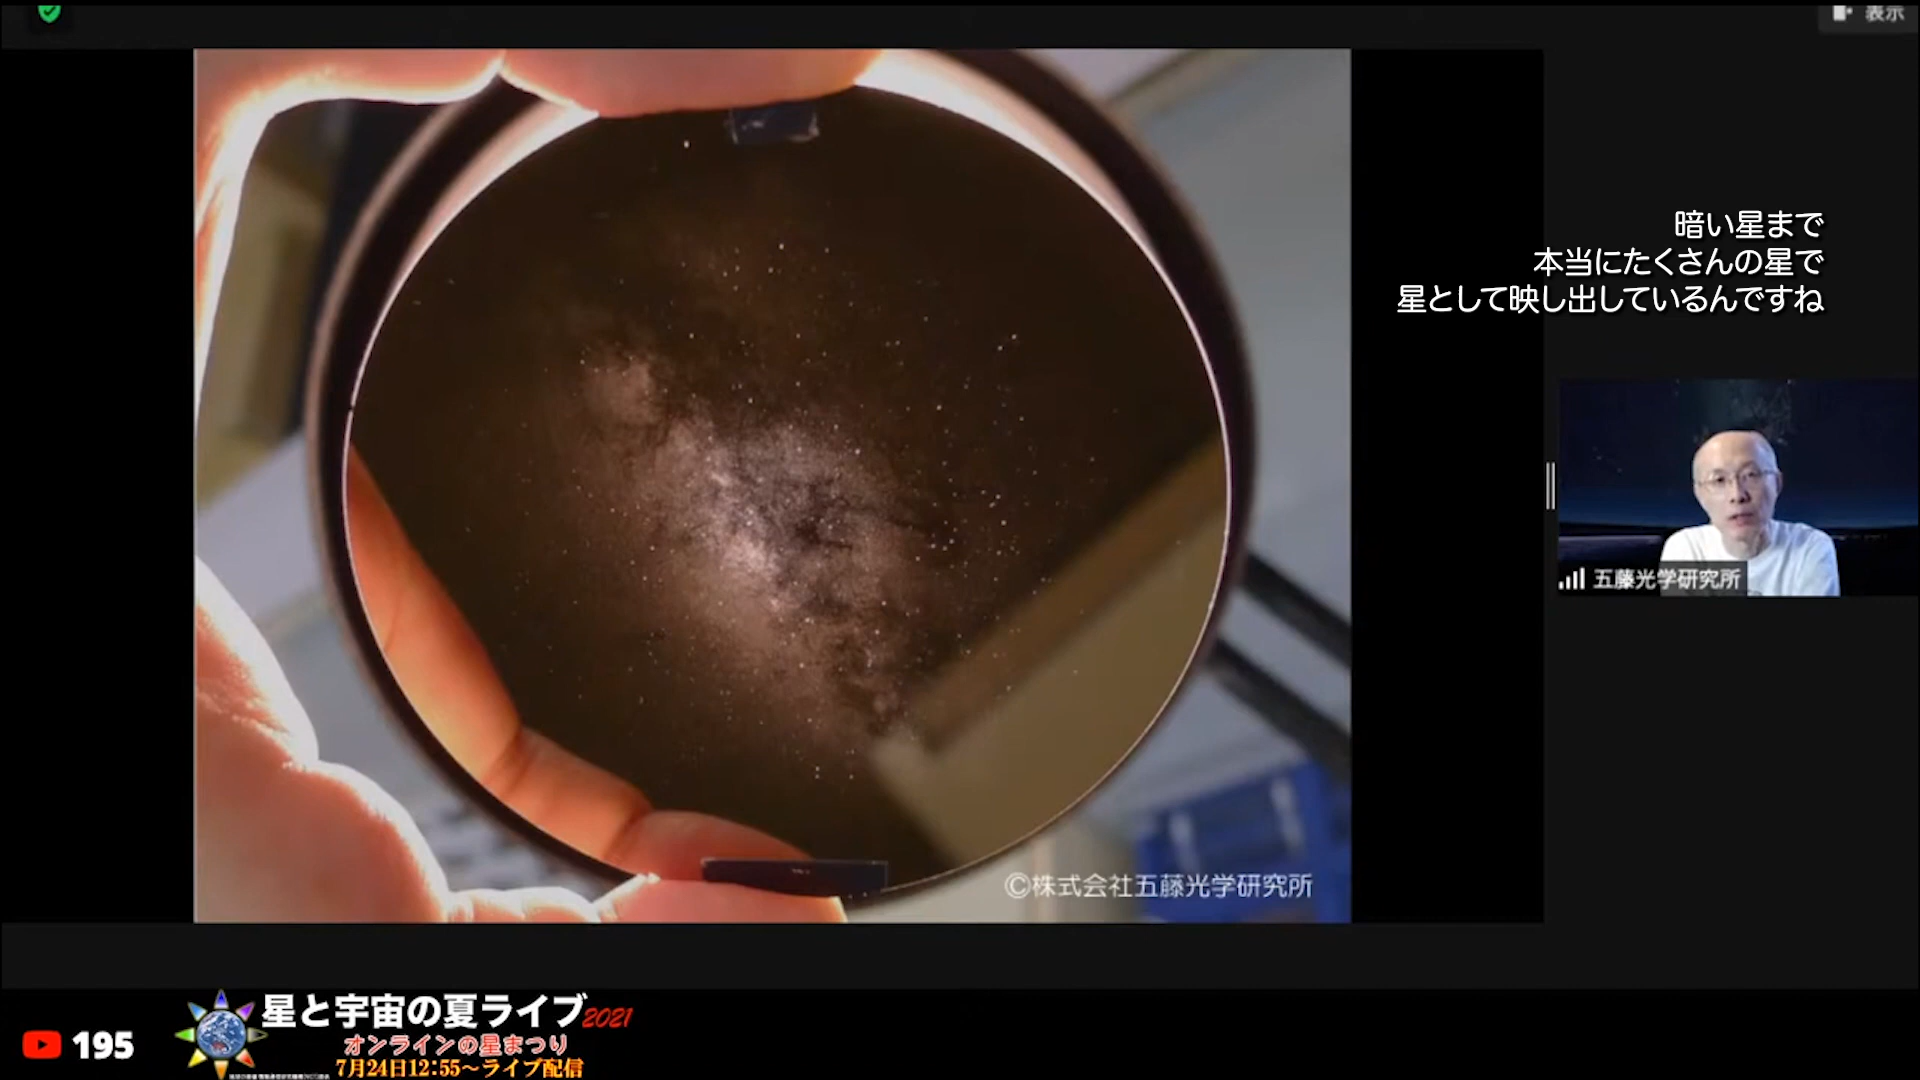 表示
暗い星まで
本当にたくさんの星で
星として映し出しているんですね
五藤光学研究所
©株式会社五藤光学研究所
195
星と宇宙の夏ライブ2021
オンラインの星まつり
7月24日12:55～ライブ配信